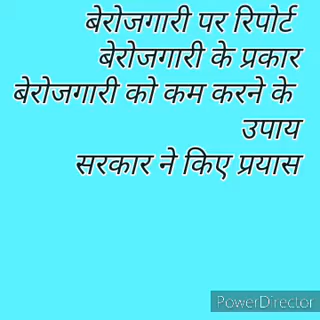 बेरोजगारी पर रिपोर्ट
बेरोजगारी के प्रकार
बेरोजगारी को कम करने के
उपाय
सरकार ने किए प्रयास
PowerDirector